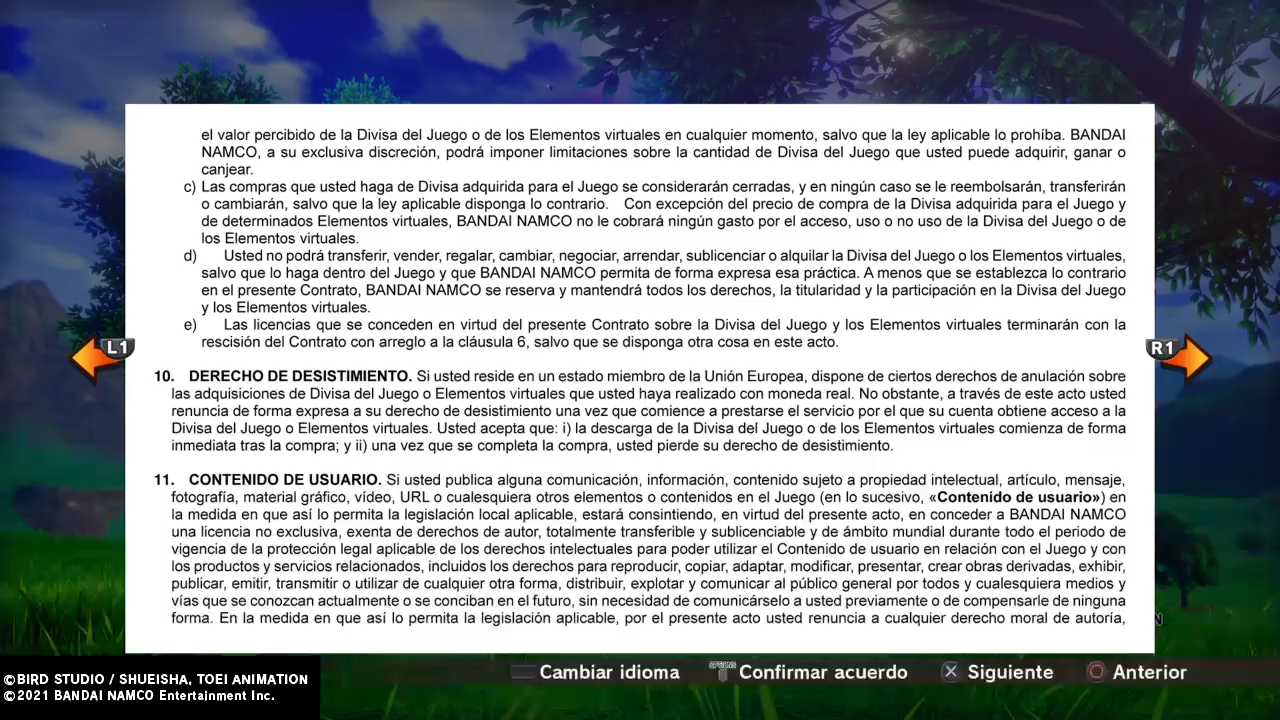 el valor percibido de la Divisa del Juego o de los Elementos virtuales en cualquier momento, salvo que la ley aplicable lo prohíba. BANDAI
NAMCO, a su exclusiva discreción, podrá imponer limitaciones sobre la cantidad de Divisa del Juego que usted puede adquirir, ganar o
canjear.
c) Las compras que usted haga de Divisa adquirida para el Juego se considerarán cerradas, y en ningún caso se le reembolsarán, transferirán
o cambiarán, salvo que la ley aplicable disponga lo contrario. Con excepción del precio de compra de la Divisa adquirida para el Juego y
de determinados Elementos virtuales, BANDAI NAMCO no le cobrará ningún gasto por el acceso, uso o no uso de la Divisa del Juego o de
los Elementos virtuales.
d) Usted no podrá transferir, vender, regalar, cambiar, negociar, arrendar, sublicenciar o alquilar la Divisa del Juego o los Elementos virtuales,
salvo que lo haga dentro del Juego y que BANDAI NAMCO permita de forma expresa esa práctica. A menos que se establezca lo contrario
en el presente Contrato, BANDAI NAMCO se reserva y mantendrá todos los derechos, la titularidad y la participación en la Divisa del Juego
y los Elementos virtuales.
e) Las licencias que se conceden en virtud del presente Contrato sobre la Divisa del Juego y los Elementos virtuales terminarán con la
rescisión del Contrato con arreglo a la cláusula 6, salvo que se disponga otra cosa en este acto.
L1
R1
10. DERECHO DE DESISTIMIENTO. Si usted reside en un estado miembro de la Unión Europea, dispone de ciertos derechos de anulación sobre
las adquisiciones de Divisa del Juego o Elementos virtuales que usted haya realizado con moneda real. No obstante, a través de este acto usted
renuncia de forma expresa a su derecho de desistimiento una vez que comience a prestarse el servicio por el que su cuenta obtiene acceso a la
Divisa del Juego o Elementos virtuales. Usted acepta que: i) la descarga de la Divisa del Juego o de los Elementos virtuales comienza de forma
inmediata tras la compra; y ii) una vez que se completa la compra, usted pierde su derecho de desistimiento.
11. CONTENIDO DE USUARIO. Si usted publica alguna comunicación, información, contenido sujeto a propiedad intelectual, artículo, mensaje,
fotografía, material gráfico, vídeo, URL o cualesquiera otros elementos o contenidos en el Juego (en lo sucesivo, «Contenido de usuario») en
la medida en que así lo permita la legislación local aplicable, estará consintiendo, en virtud del presente acto, en conceder a BANDAI NAMCO
una licencia no exclusiva, exenta de derechos de autor, totalmente transferible y sublicenciable y de ámbito mundial durante todo el periodo de
vigencia de la protección legal aplicable de los derechos intelectuales para poder utilizar el Contenido de usuario en relación con el Juego y con
los productos y servicios relacionados, incluidos los derechos para reproducir, copiar, adaptar, modificar, presentar, crear obras derivadas, exhibir,
publicar, emitir, transmitir o utilizar de cualquier otra forma, distribuir, explotar y comunicar al público general por todos y cualesquiera medios y
vías que se conozcan actualmente o se conciban en el futuro, sin necesidad de comunicárselo a usted previamente o de compensarle de ninguna
forma. En la medida en que así lo permita la legislación aplicable, por el presente acto usted renuncia a cualquier derecho moral de autoría,
OPTIONS
Cambiar idioma Confirmar acuerdo Siguiente Anterior
©BIRD STUDIO / SHUEISHA, TOEI ANIMATION
©2021 BANDAI NAMCO Entertainment Inc.